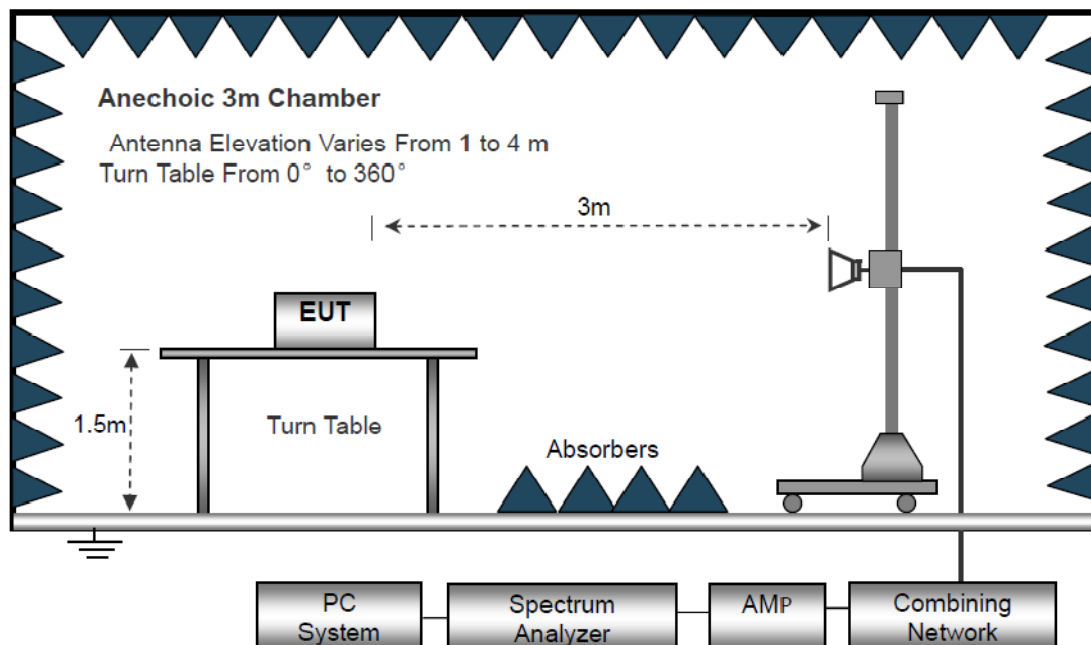 Anechoic 3m Chamber
Antenna Elevation Varies From 1 to 4 m
Turn Table From 0° to 360°
3m
EUT
1.5m
Turn Table
Absorbers
PC
System
Spectrum
Analyzer
AMP
Combining
Network